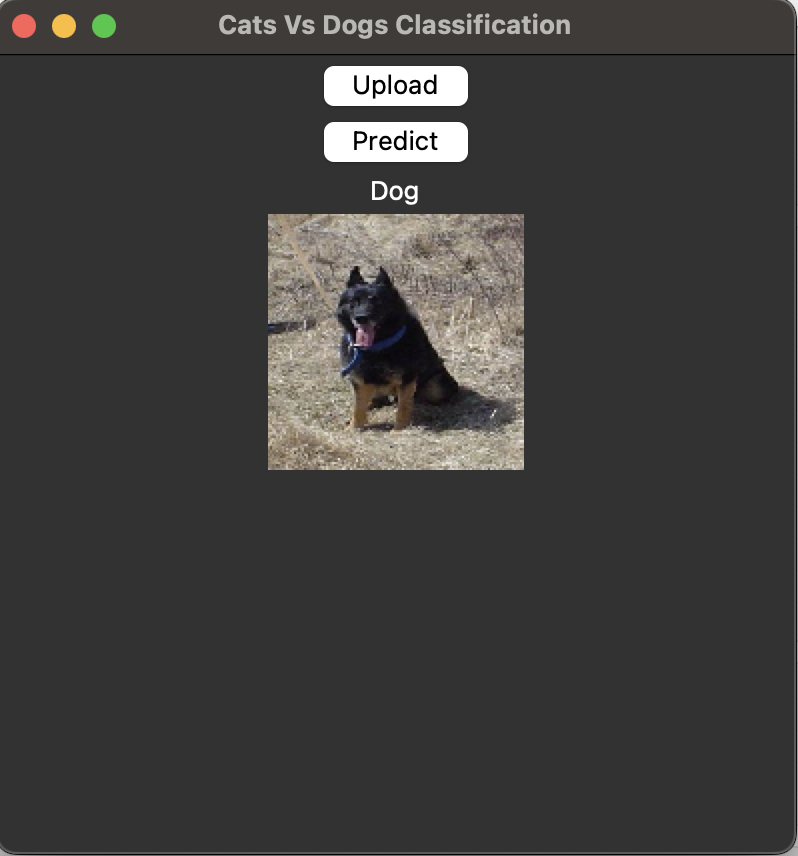 Cats Vs Dogs Classification
Upload
Predict
Dog